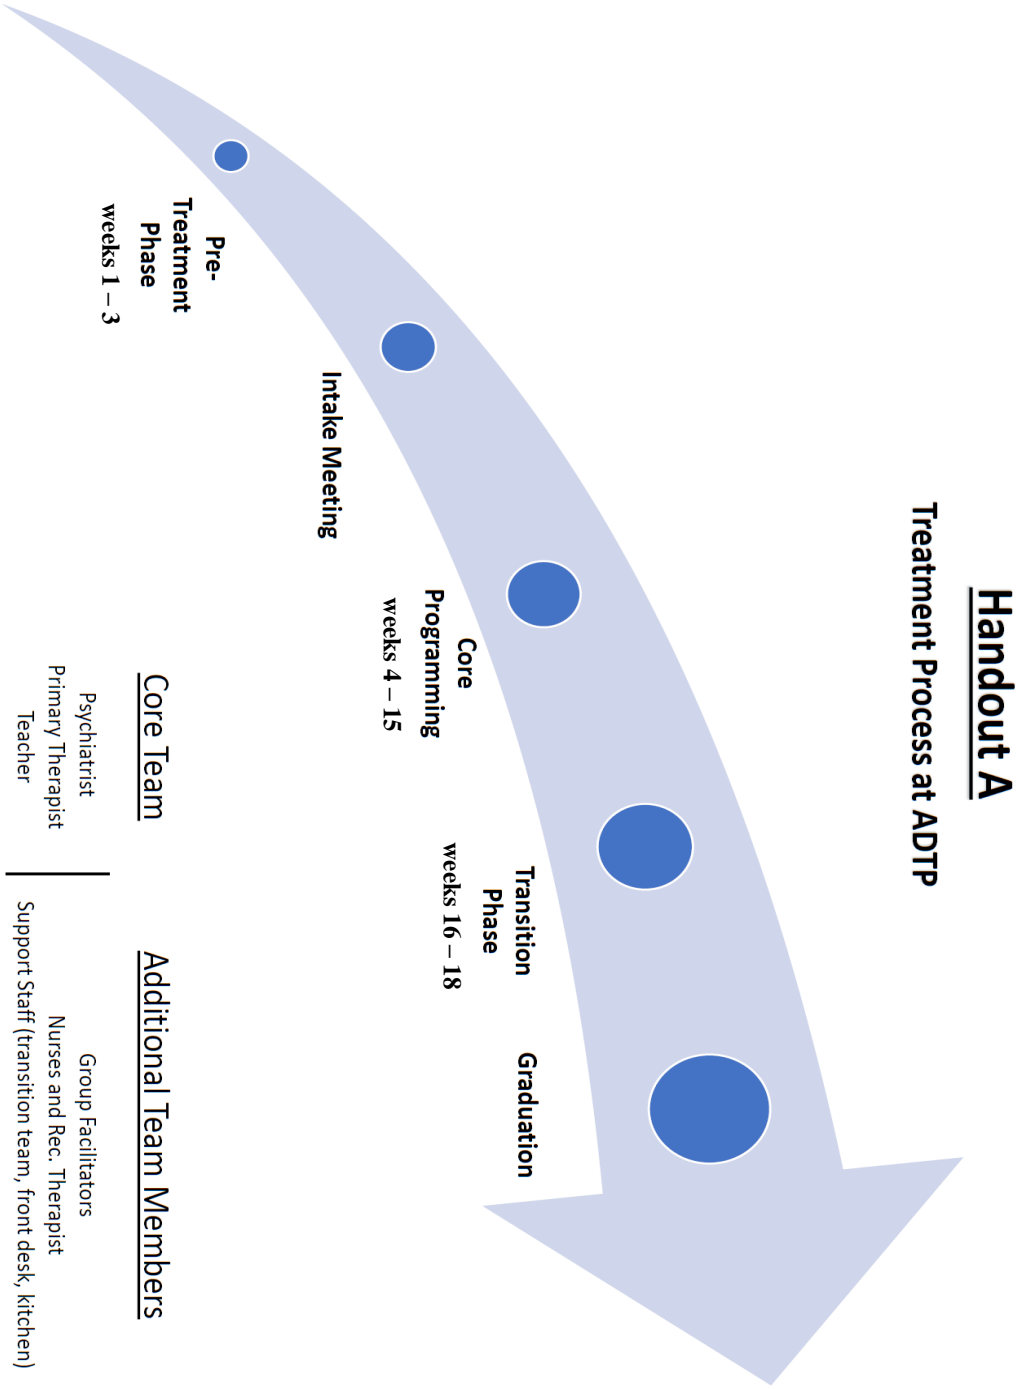 Handout A
Treatment Process at ADTP
Pre-
Treatment
Phase
weeks 1 – 3
Intake Meeting
Core
Programming
weeks 4 – 15
Transition
Phase
weeks 16 – 18
Graduation
Core Team
Psychiatrist
Primary Therapist
Teacher
Additional Team Members
Group Facilitators
Nurses and Rec. Therapist
Support Staff (transition team, front desk, kitchen)